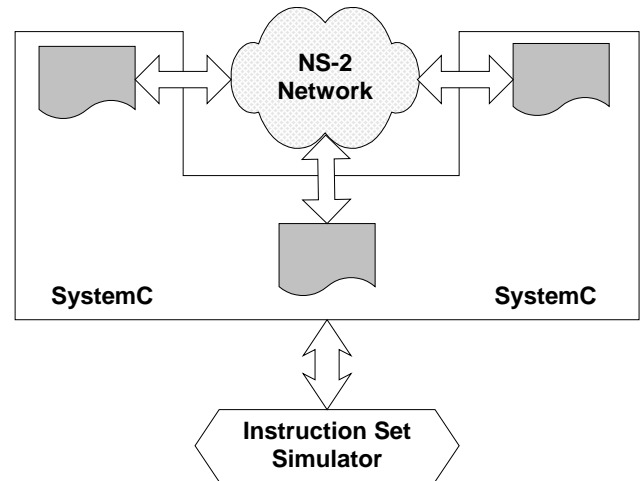 NS-2
Network
SystemC
SystemC
Instruction Set
Simulator